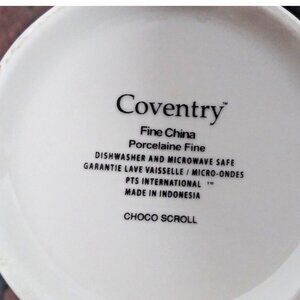 Coventry™
Fine China
Porcelaine Fine
DISHWASHER AND MICROWAVE SAFE
GARANTIE LAVE VAISSELLE / MICRO-ONDES
PTS INTERNATIONAL ™
MADE IN INDONESIA
CHOCO SCROLL